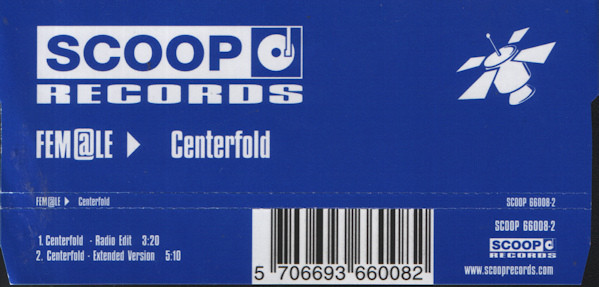 SCOOP
RECORDS
FEM@LE ▶ Centerfold
FEM@LE ▶ Centerfold SCOOP 66008-2
1. Centerfold - Radio Edit 3:20
2. Centerfold - Extended Version 5:10
5 706693 660082
SCOOP 66008-2
SCOOP
RECORDS
www.scooprecords.com